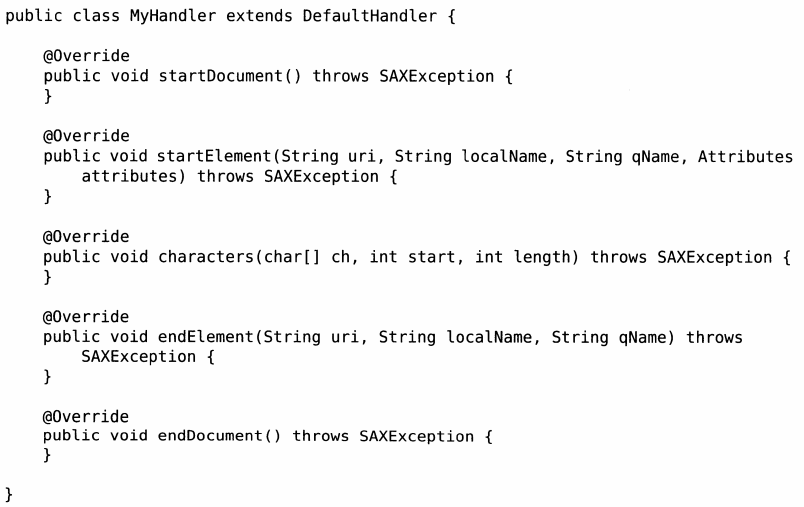 public class MyHandler extends DefaultHandler {
@Override
public void startDocument() throws SAXException {
}
@Override
public void startElement(String uri, String localName, String qName, Attributes
attributes) throws SAXException {
}
@Override
public void characters(char[] ch, int start, int length) throws SAXException {
}
@Override
public void endElement(String uri, String localName, String qName) throws
SAXException {
}
@Override
public void endDocument() throws SAXException {
}
}